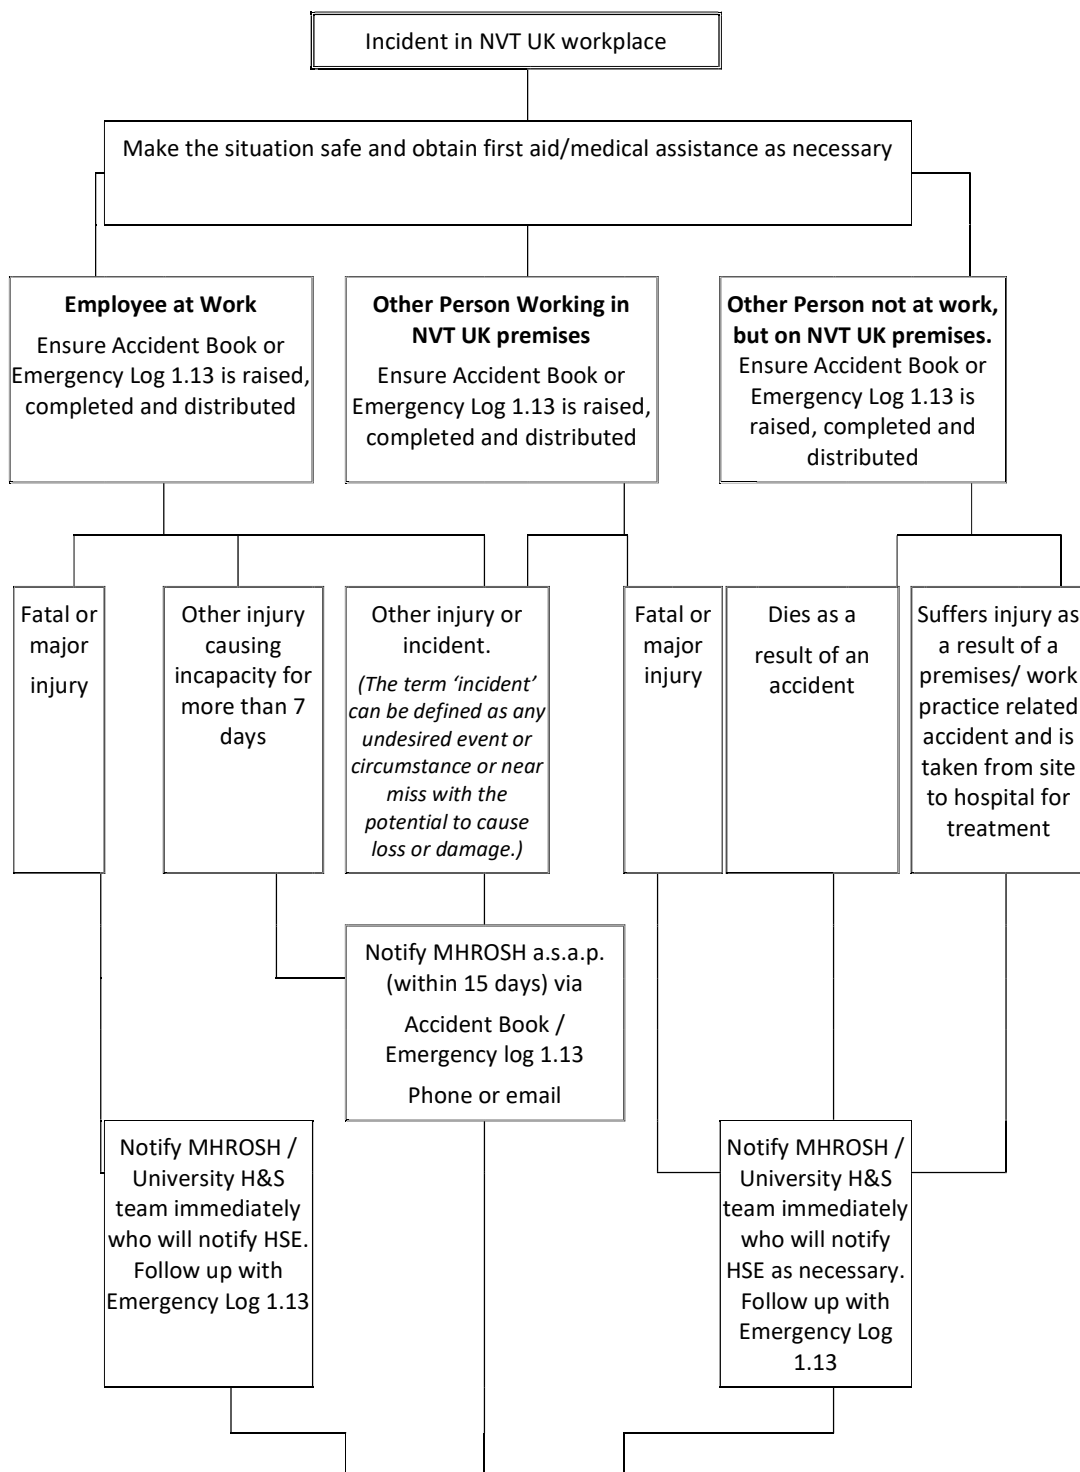 Incident in NVT UK workplace
Make the situation safe and obtain first aid/medical assistance as necessary
Employee at Work
Ensure Accident Book or
Emergency Log 1.13 is raised,
completed and distributed
Other Person Working in
NVT UK premises
Ensure Accident Book or
Emergency Log 1.13 is raised,
completed and distributed
Other Person not at work,
but on NVT UK premises.
Ensure Accident Book or
Emergency Log 1.13 is
raised, completed and
distributed
Fatal or
major
injury
Other injury
causing
incapacity for
more than 7
days
Other injury or
incident.
(The term ‘incident’
can be defined as any
undesired event or
circumstance or near
miss with the
potential to cause
loss or damage.)
Fatal or
major
injury
Dies as a
result of an
accident
Suffers injury as
a result of a
premises/ work
practice related
accident and is
taken from site
to hospital for
treatment
Notify MHROSH a.s.a.p.
(within 15 days) via
Accident Book /
Emergency log 1.13
Phone or email
Notify MHROSH /
University H&S
team immediately
who will notify HSE.
Follow up with
Emergency Log 1.13
Notify MHROSH /
University H&S
team immediately
who will notify
HSE as necessary.
Follow up with
Emergency Log
1.13